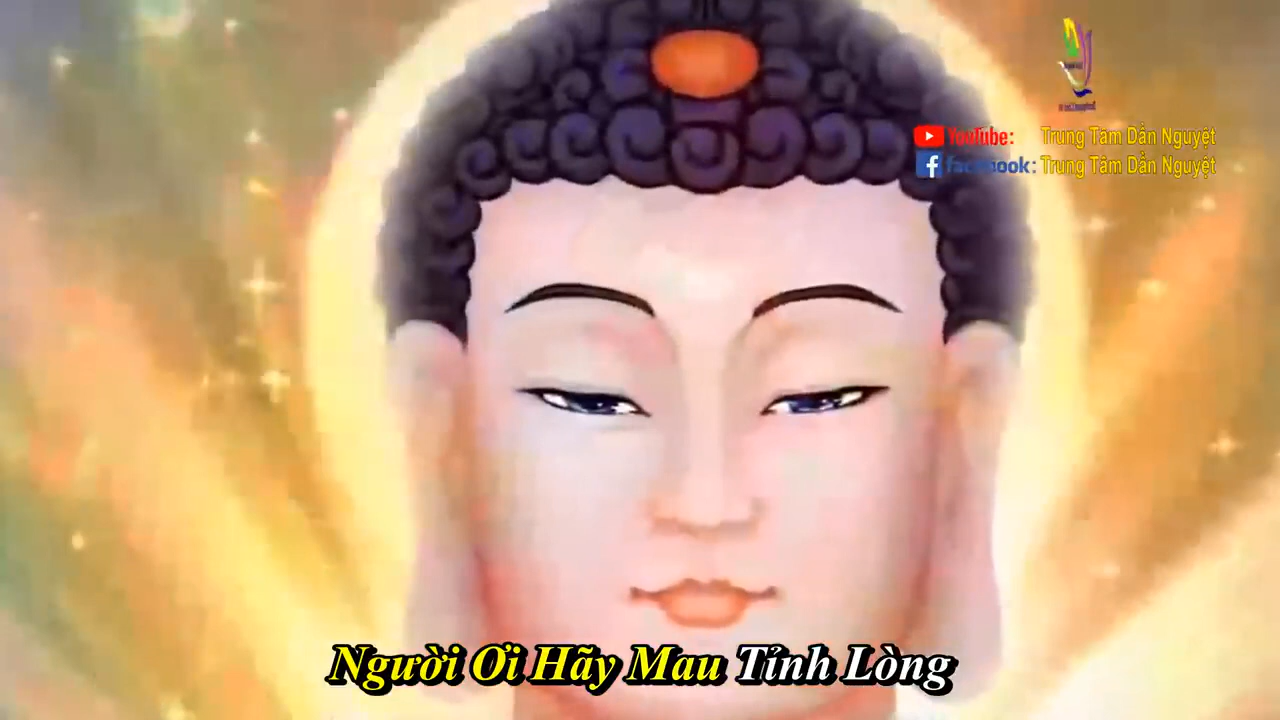 YouTube: Trung Tâm Dẫn Nguyệt
facebook: Trung Tâm Dẫn Nguyệt
Người Ơi Hãy Mau Tỉnh Lòng